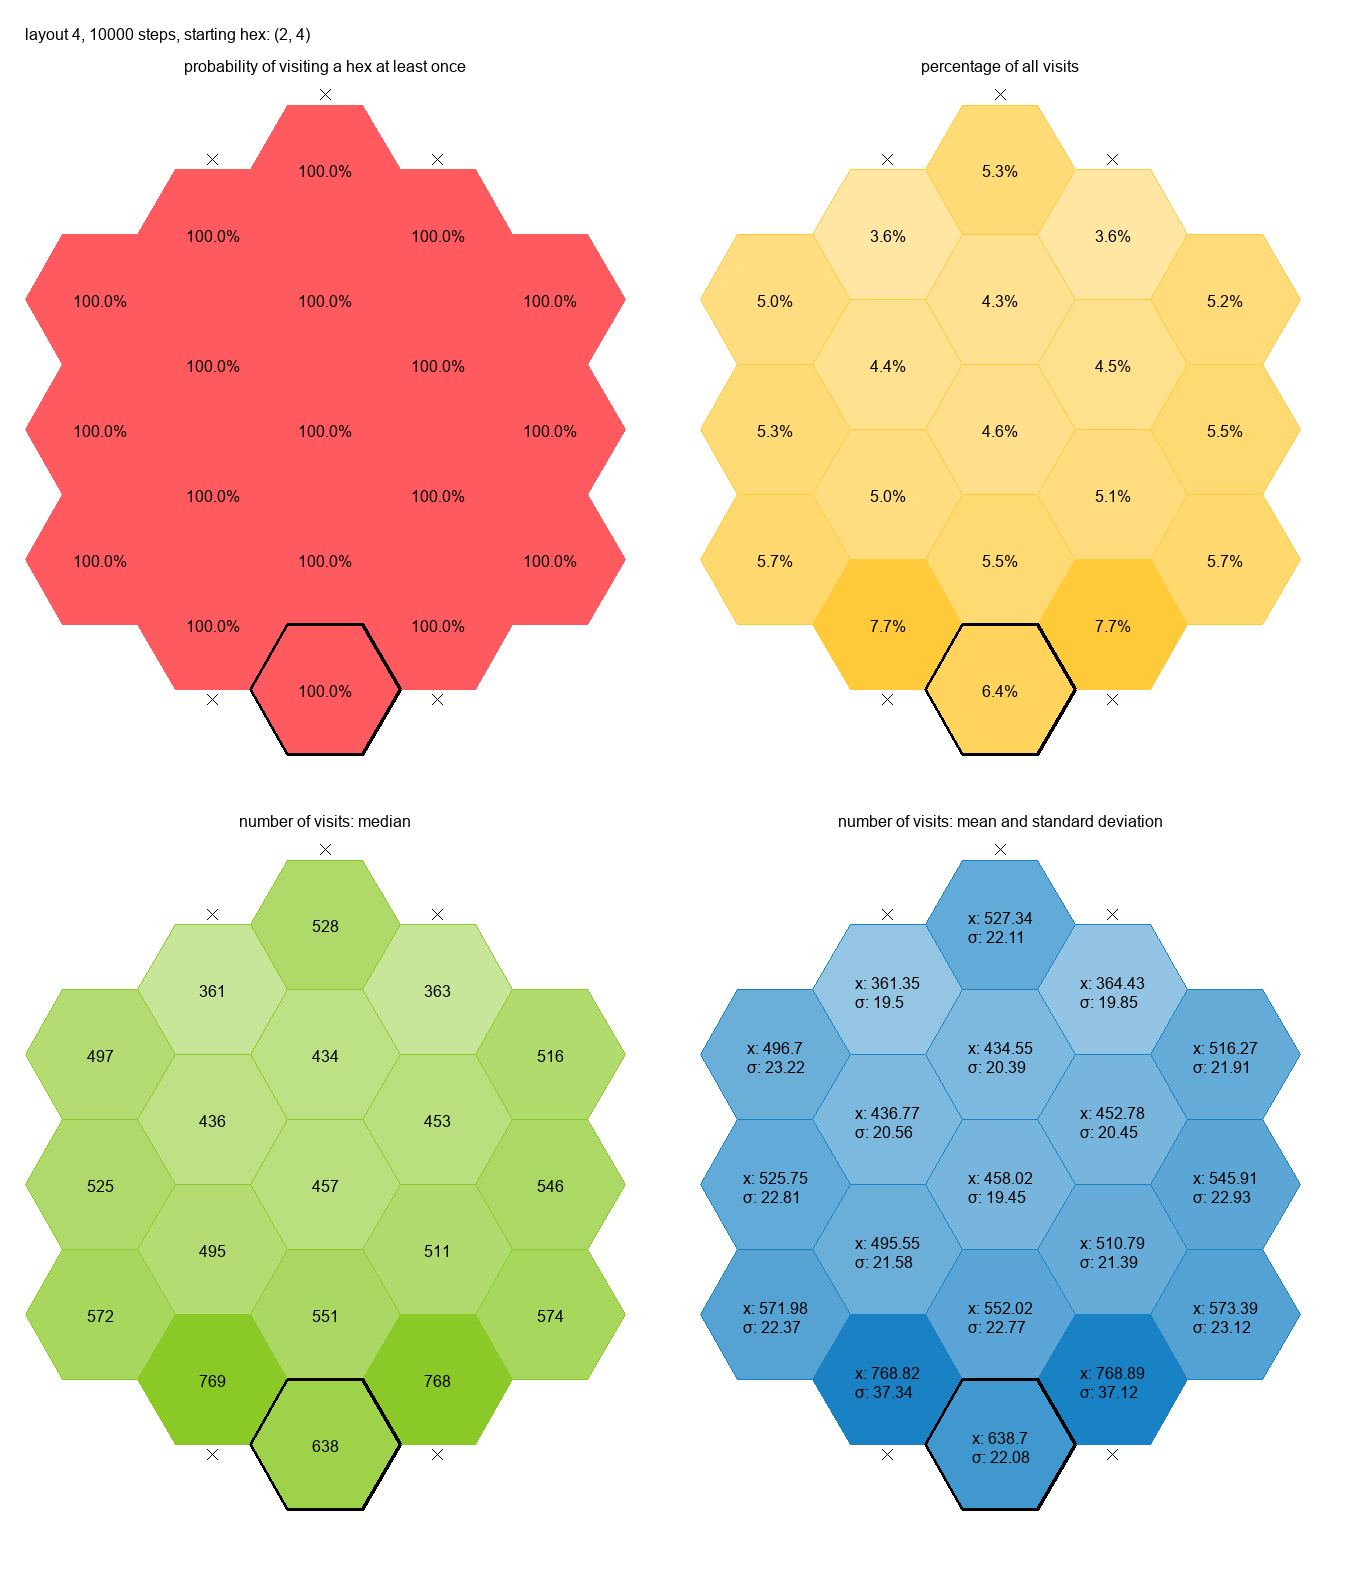 layout 4, 10000 steps, starting hex: (2, 4)
probability of visiting a hex at least once
100.0%
100.0% 100.0%
100.0% 100.0% 100.0%
100.0% 100.0%
100.0% 100.0% 100.0%
100.0% 100.0%
100.0% 100.0% 100.0%
100.0% 100.0%
100.0%
percentage of all visits
5.3%
3.6% 3.6%
5.0% 4.3% 5.2%
4.4% 4.5%
5.3% 4.6% 5.5%
5.0% 5.1%
5.7% 5.5% 5.7%
7.7% 7.7%
6.4%
number of visits: median
528
361 363
497 434 516
436 453
525 457 546
495 511
572 551 574
769 768
638
number of visits: mean and standard deviation
x: 527.34
σ: 22.11
x: 361.35 x: 364.43
σ: 19.5 σ: 19.85
x: 496.7 x: 434.55 x: 516.27
σ: 23.22 σ: 20.39 σ: 21.91
x: 436.77 x: 452.78
σ: 20.56 σ: 20.45
x: 525.75 x: 458.02 x: 545.91
σ: 22.81 σ: 19.45 σ: 22.93
x: 495.55 x: 510.79
σ: 21.58 σ: 21.39
x: 571.98 x: 552.02 x: 573.39
σ: 22.37 σ: 22.77 σ: 23.12
x: 768.82 x: 768.89
σ: 37.34 σ: 37.12
x: 638.7
σ: 22.08